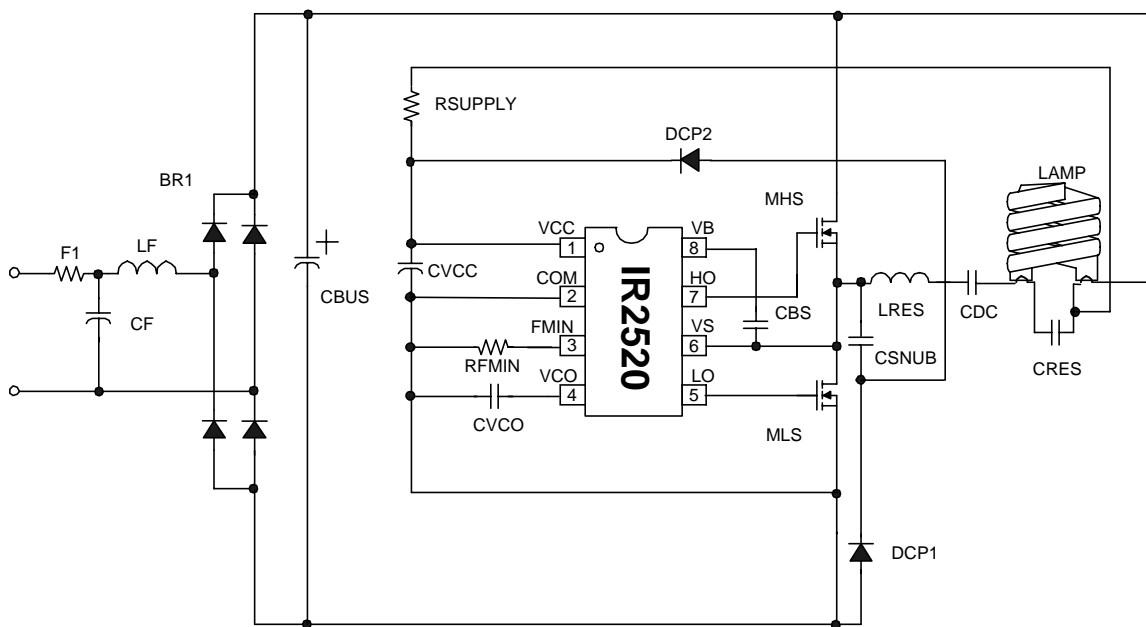 RSUPPLY
DCP2
LAMP
BR1
MHS
VCC
VB
F1
LF
+
1
8
CVCC
COM
HO
CBUS
2
7
LRES
CDC
CF
CBS
FMIN
VS
3
6
RFMIN
CSNUB
CRES
VCO
LO
4
5
IR2520
CVCO
MLS
DCP1